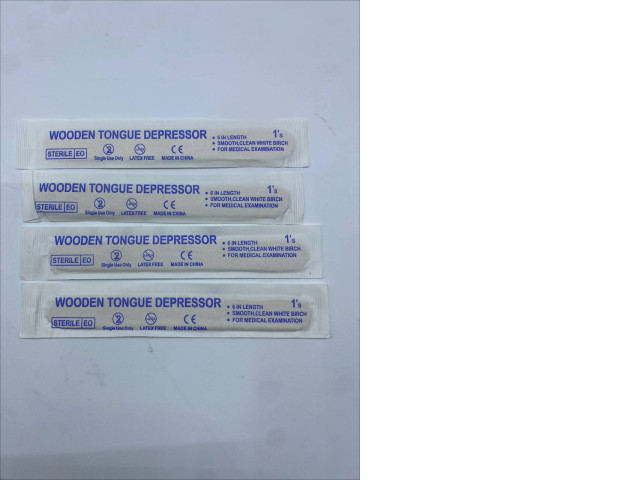 WOODEN TONGUE DEPRESSOR
1's
• 6 IN LENGTH
• SMOOTH,CLEAN WHITE BIRCH
• FOR MEDICAL EXAMINATION
STERILE EO
2
Single Use Only
LATEX FREE
CE
MADE IN CHINA
WOODEN TONGUE DEPRESSOR
1's
• 6 IN LENGTH
• SMOOTH,CLEAN WHITE BIRCH
• FOR MEDICAL EXAMINATION
STERILE EO
2
Single Use Only
LATEX FREE
CE
MADE IN CHINA
WOODEN TONGUE DEPRESSOR
1's
• 6 IN LENGTH
• SMOOTH,CLEAN WHITE BIRCH
• FOR MEDICAL EXAMINATION
STERILE EO
2
Single Use Only
LATEX FREE
CE
MADE IN CHINA
WOODEN TONGUE DEPRESSOR
1's
• 6 IN LENGTH
• SMOOTH,CLEAN WHITE BIRCH
• FOR MEDICAL EXAMINATION
STERILE EO
2
Single Use Only
LATEX FREE
CE
MADE IN CHINA